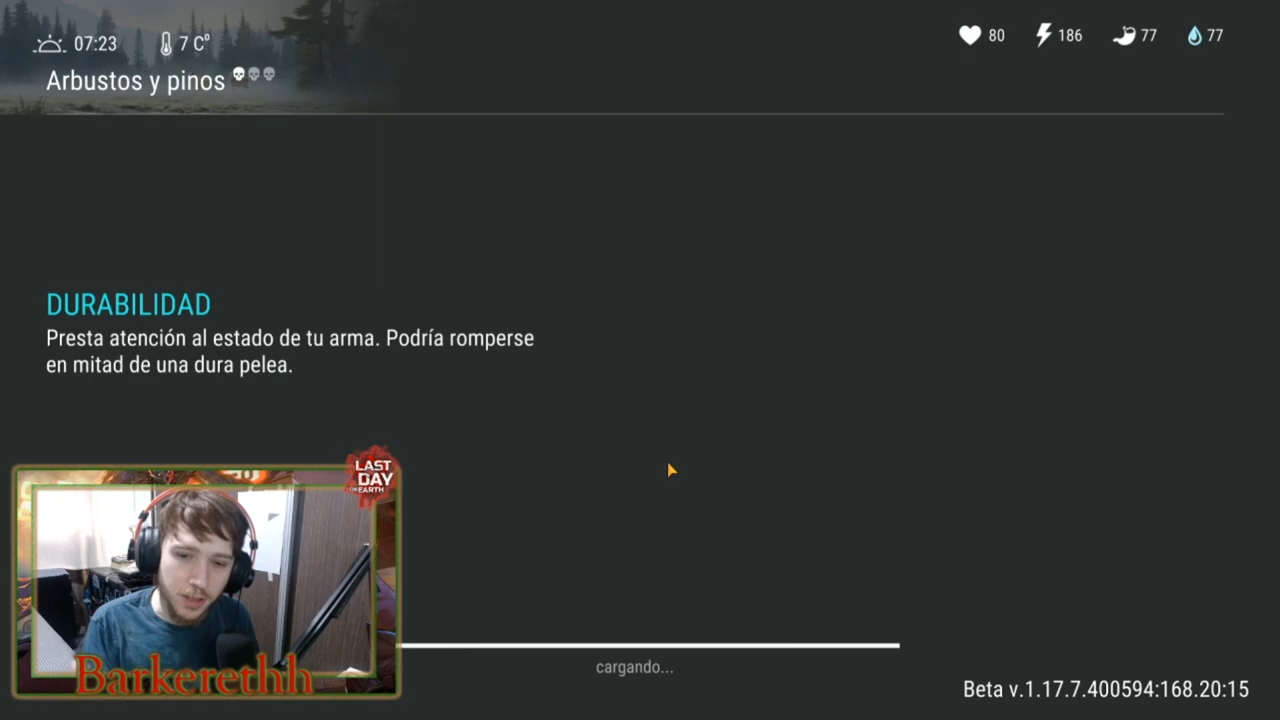 07:23
7 Cº
80
186
77
77
Arbustos y pinos
DURABILIDAD
Presta atención al estado de tu arma. Podría romperse
en mitad de una dura pelea.
LAST
DAY
ON EARTH
Barkerethh
cargando...
Beta v.1.17.7.400594:168.20:15